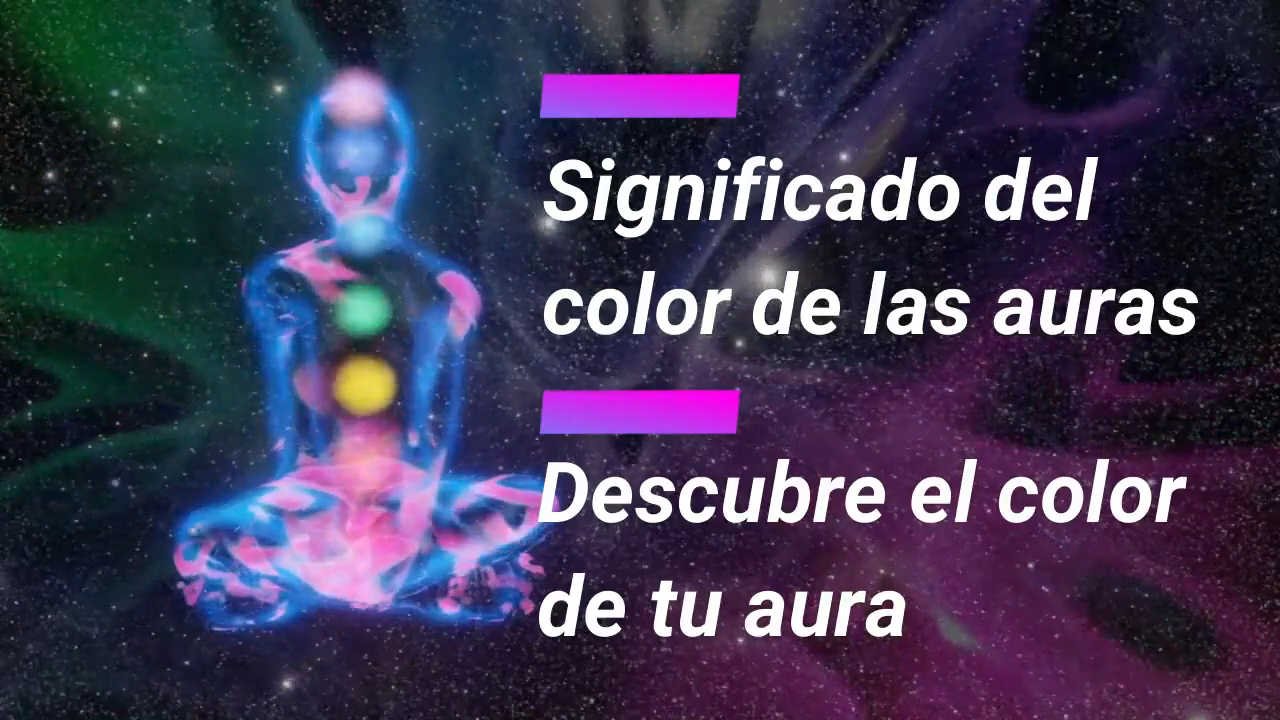 Significado del
color de las auras
Descubre el color
de tu aura